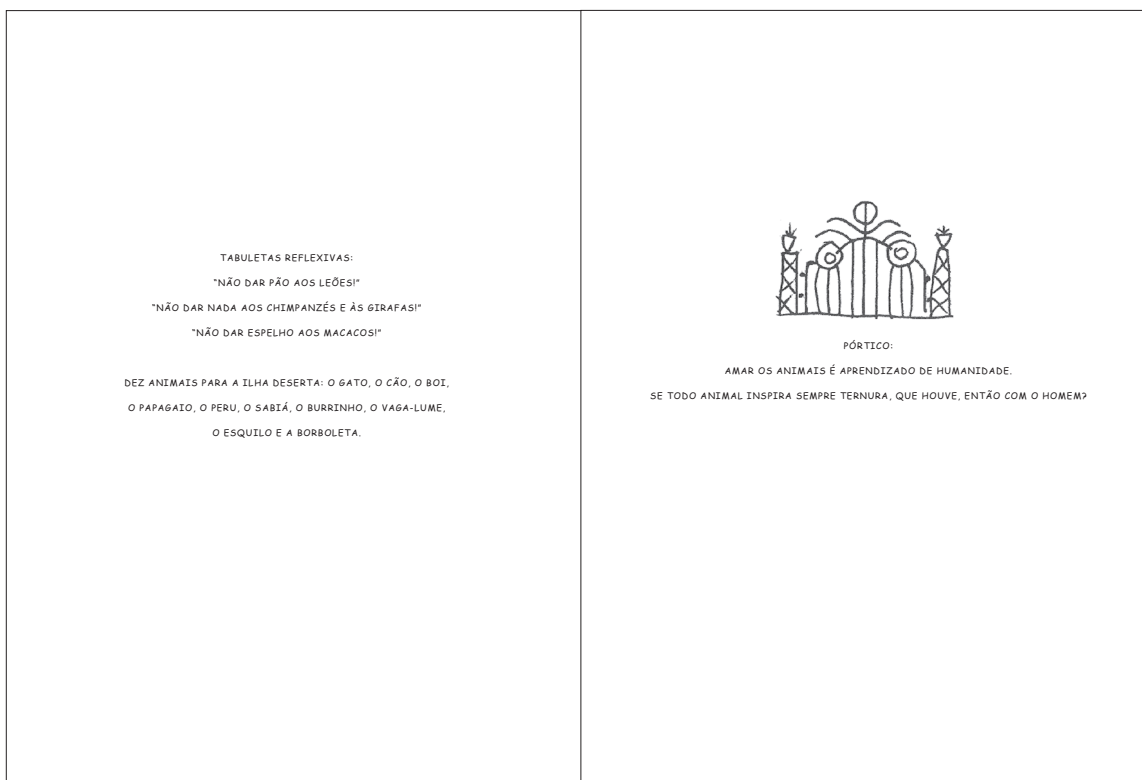 TABULETAS REFLEXIVAS:
"NÃO DAR PÃO AOS LEÕES!"
"NÃO DAR NADA AOS CHIMPANZÉS E ÀS GIRAFAS!"
"NÃO DAR ESPELHO AOS MACACOS!"
DEZ ANIMAIS PARA A ILHA DESERTA: O GATO, O CÃO, O BOI,
O PAPAGAIO, O PERU, O SABIÁ, O BURRINHO, O VAGA-LUME,
O ESQUILO E A BORBOLETA.
PÓRTICO:
AMAR OS ANIMAIS É APRENDIZADO DE HUMANIDADE.
SE TODO ANIMAL INSPIRA SEMPRE TERNURA, QUE HOUVE, ENTÃO COM O HOMEM?